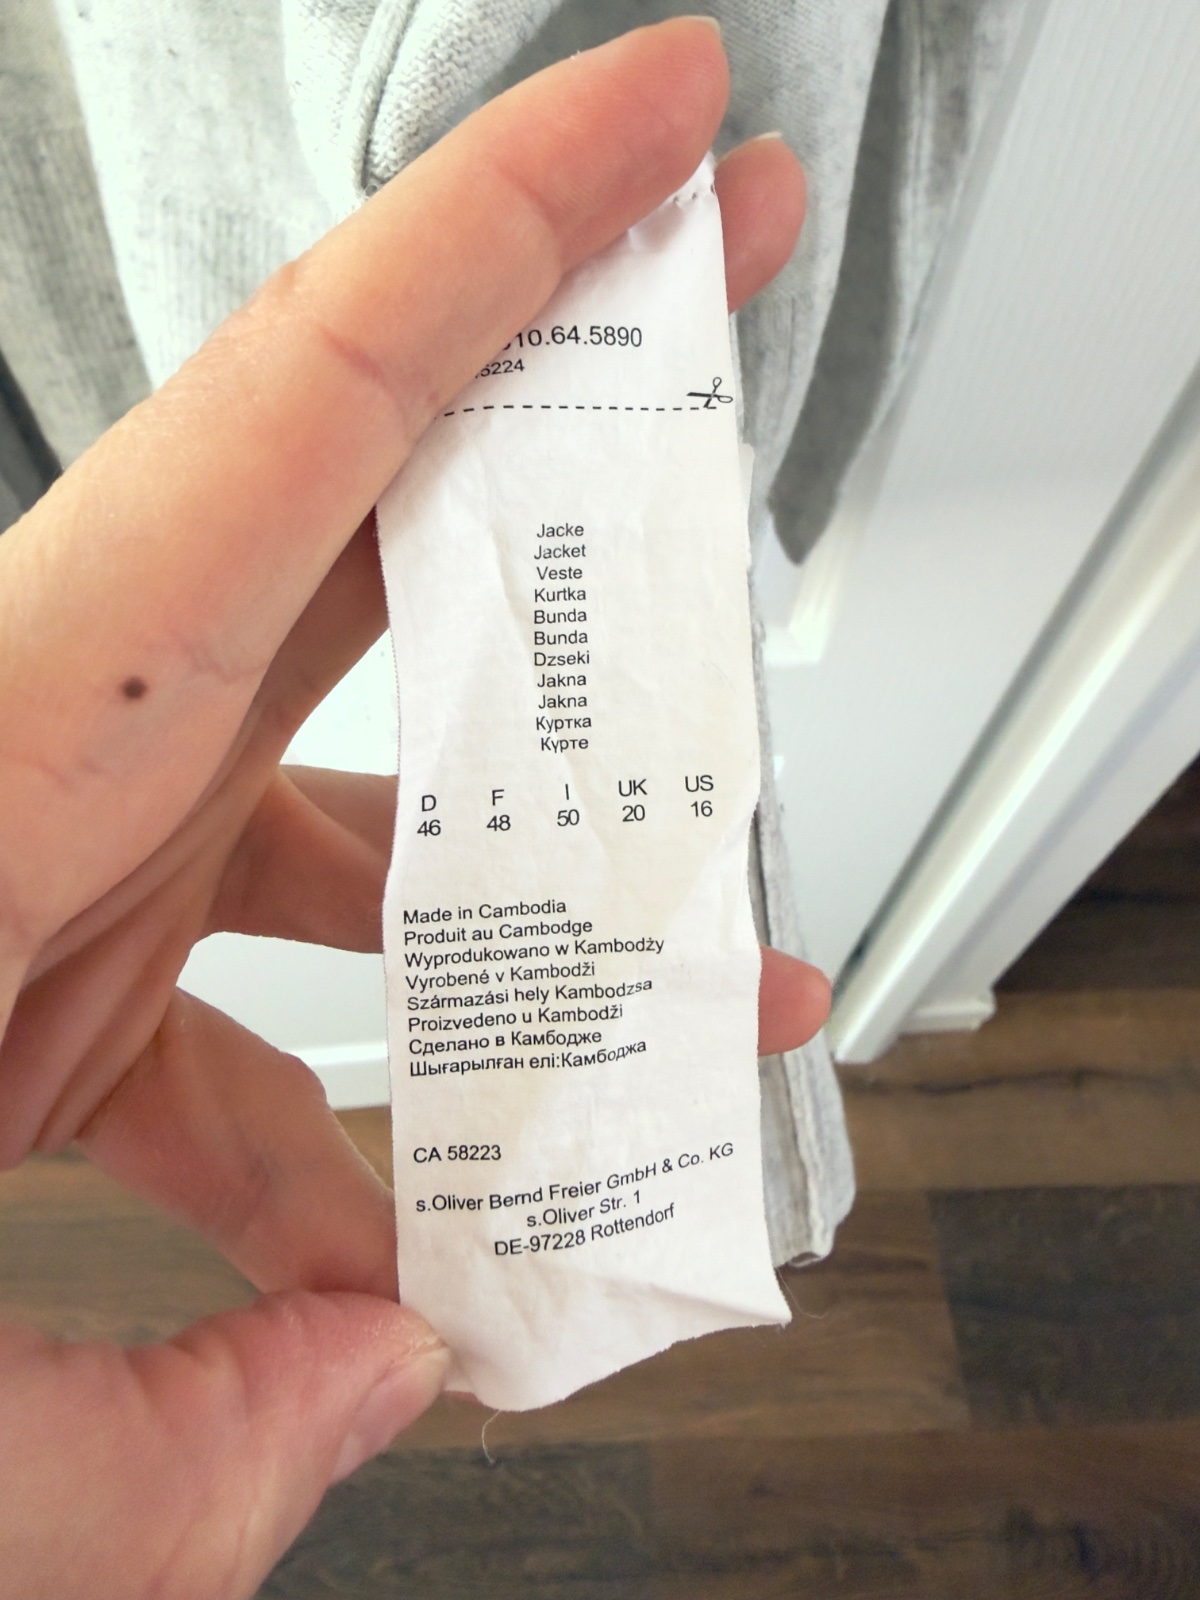 10.64.5890
5224
Jacke
Jacket
Veste
Kurtka
Bunda
Bunda
Dzseki
Jakna
Jakna
Куртка
Күрте
D F I UK US
46 48 50 20 16
Made in Cambodia
Produit au Cambodge
Wyprodukowano w Kambodży
Vyrobené v Kambodži
Származási hely Kambodzsa
Proizvedeno u Kambodži
Сделано в Камбодже
Шығарылған елі:Камбоджа
CA 58223
s.Oliver Bernd Freier GmbH & Co. KG
s.Oliver Str. 1
DE-97228 Rottendorf